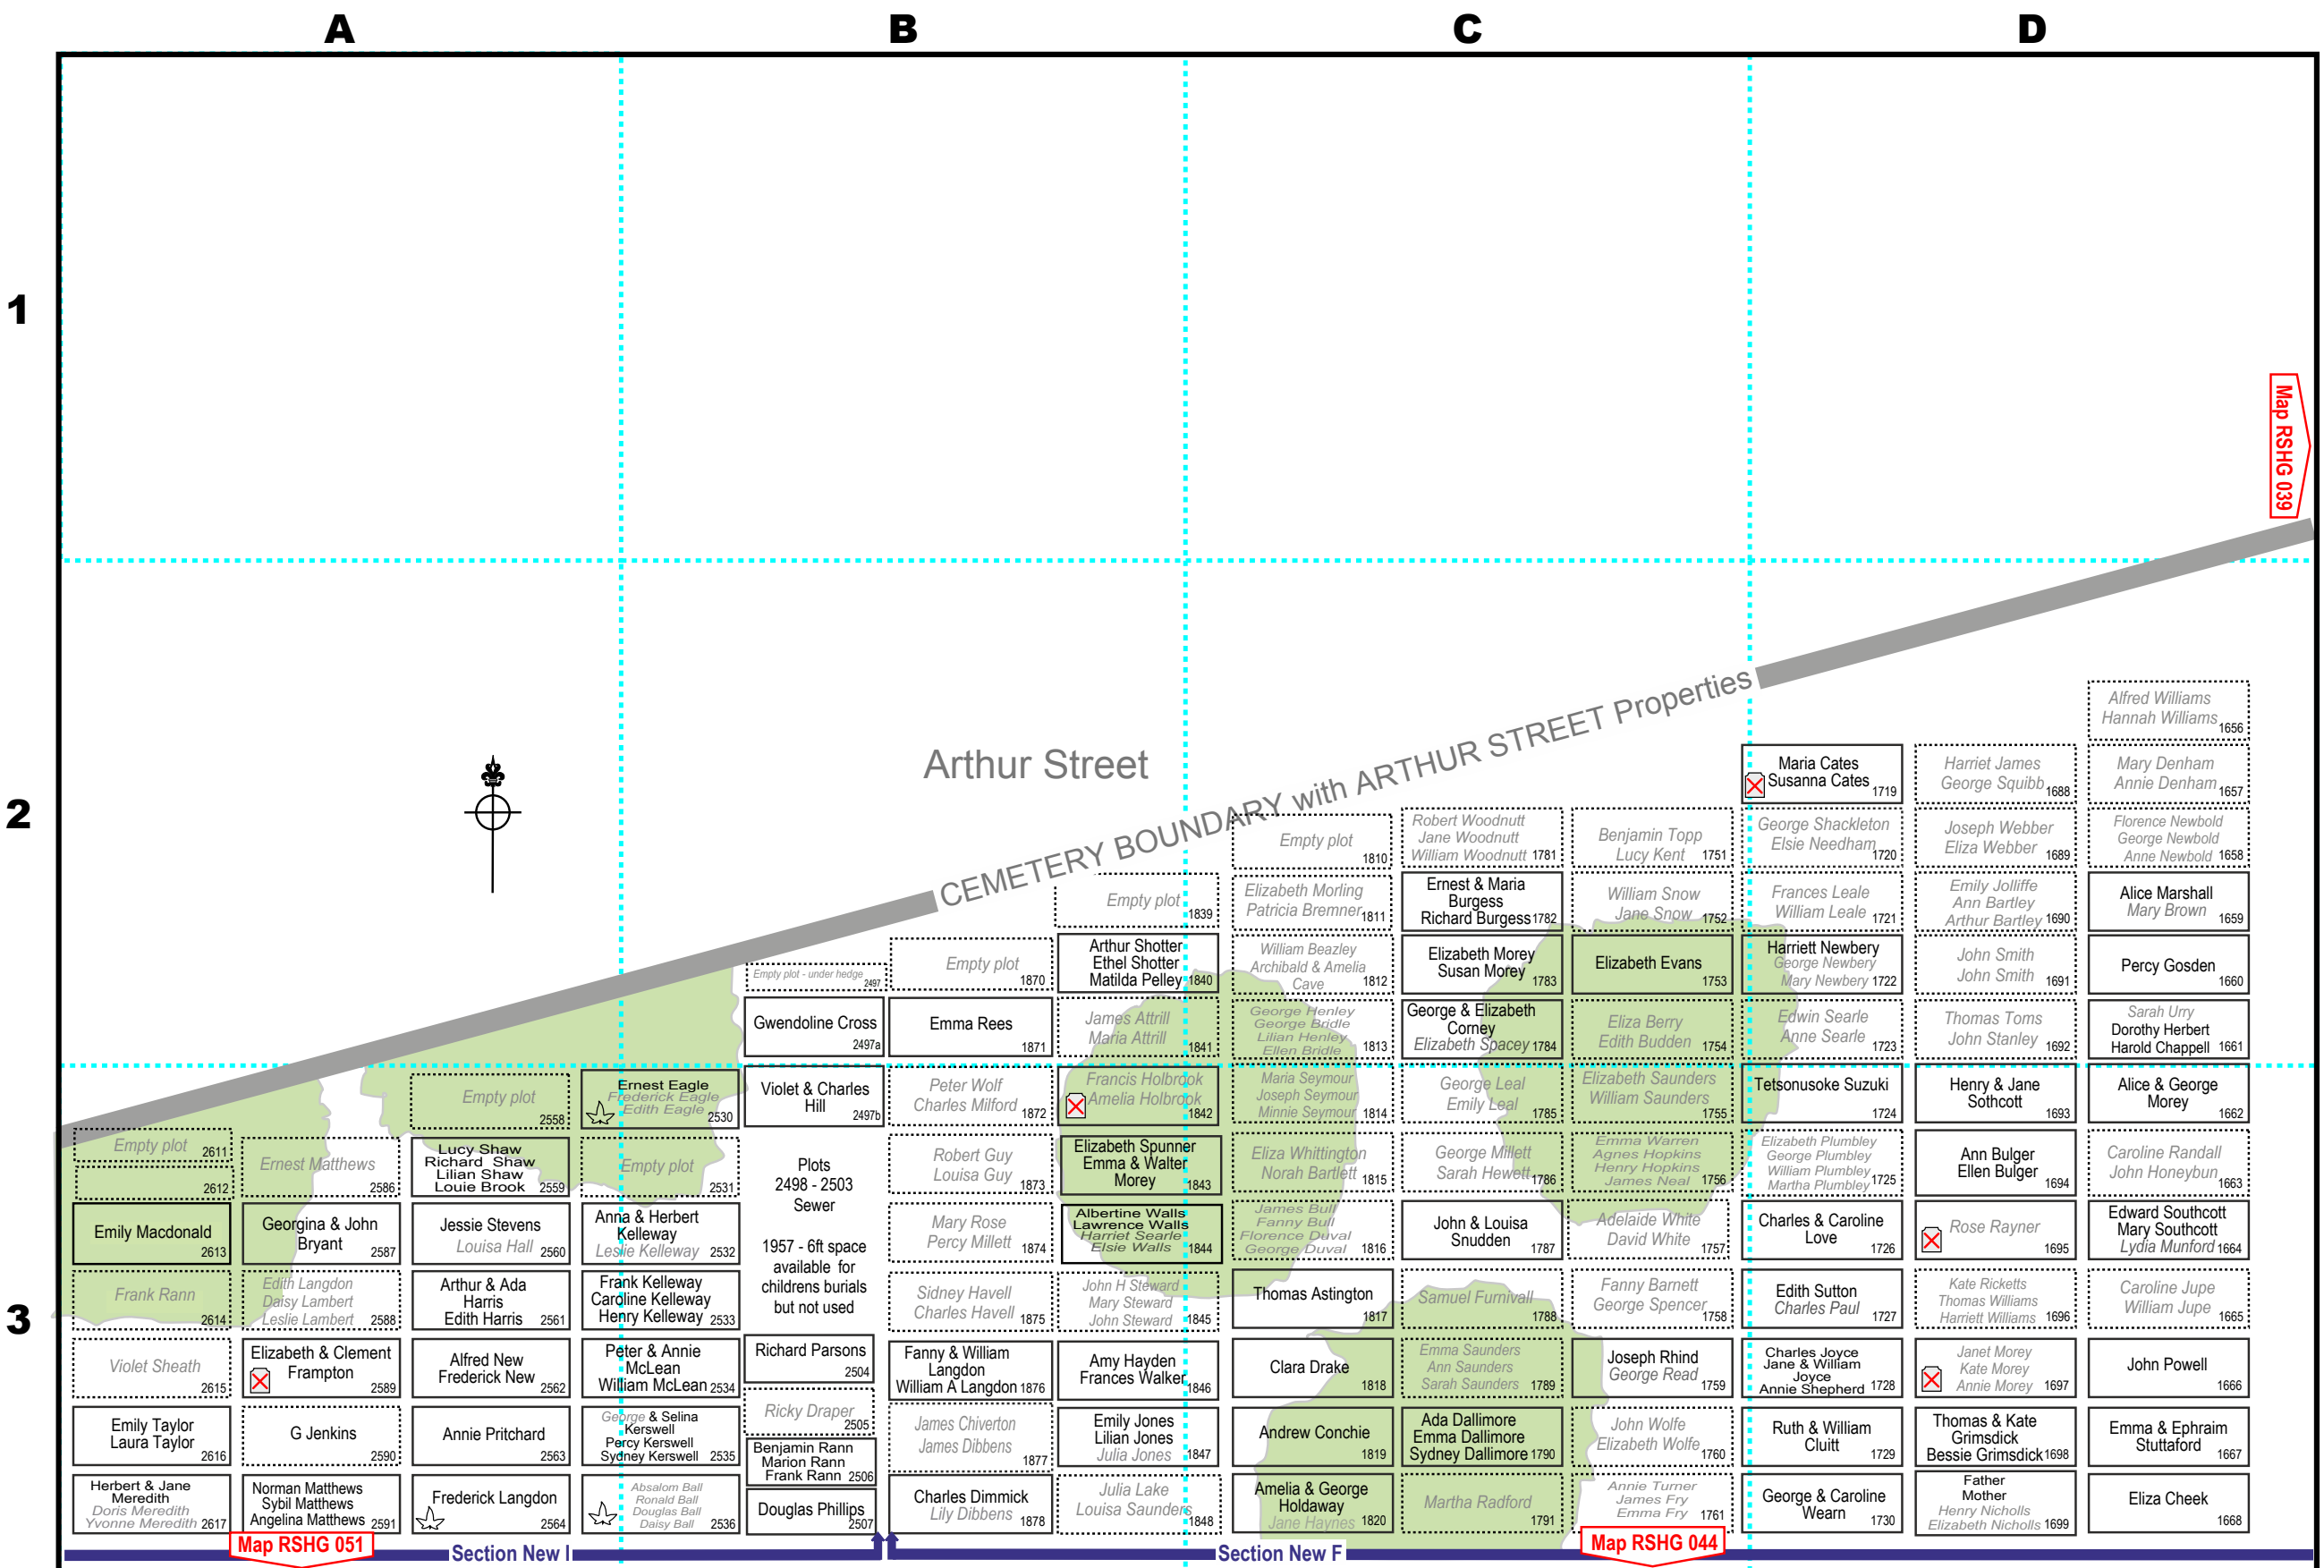 A
B
C
D
1
2
3
Map RSHG 039
Arthur Street
CEMETERY BOUNDARY with ARTHUR STREET Properties
Empty plot
2611
2612
Emily Macdonald
2613
Frank Rann
2614
Violet Sheath
2615
Emily Taylor
Laura Taylor
2616
Herbert & Jane
Meredith
Doris Meredith
Yvonne Meredith 2617
Ernest Matthews
2586
Georgina & John
Bryant
2587
Edith Langdon
Daisy Lambert
Leslie Lambert 2588
Elizabeth & Clement
Frampton
2589
G Jenkins
2590
Norman Matthews
Sybil Matthews
Angelina Matthews 2591
Empty plot
2558
Lucy Shaw
Richard Shaw
Lilian Shaw
Louie Brook 2559
Jessie Stevens
Louisa Hall 2560
Arthur & Ada
Harris
Edith Harris 2561
Alfred New
Frederick New 2562
Annie Pritchard
2563
Frederick Langdon
2564
Ernest Eagle
Frederick Eagle
Edith Eagle 2530
Empty plot
2531
Anna & Herbert
Kelleway
Leslie Kelleway 2532
Frank Kelleway
Caroline Kelleway
Henry Kelleway 2533
Peter & Annie
McLean
William McLean 2534
George & Selina
Kerswell
Percy Kerswell
Sydney Kerswell 2535
Absalom Ball
Ronald Ball
Douglas Ball
Daisy Ball 2536
Empty plot - under hedge
2497
Gwendoline Cross
2497a
Violet & Charles
Hill
2497b
Plots
2498 - 2503
Sewer
1957 - 6ft space
available for
childrens burials
but not used
Richard Parsons
2504
Ricky Draper
2505
Benjamin Rann
Marion Rann
Frank Rann 2506
Douglas Phillips
2507
Empty plot
1870
Emma Rees
1871
Peter Wolf
Charles Milford 1872
Robert Guy
Louisa Guy 1873
Mary Rose
Percy Millett 1874
Sidney Havell
Charles Havell 1875
Fanny & William
Langdon
William A Langdon 1876
James Chiverton
James Dibbens
1877
Charles Dimmick
Lily Dibbens 1878
Empty plot
1839
Arthur Shotter
Ethel Shotter
Matilda Pelley 1840
James Attrill
Maria Attrill 1841
Francis Holbrook
Amelia Holbrook
1842
Elizabeth Spunner
Emma & Walter
Morey 1843
Albertine Walls
Lawrence Walls
Harriet Searle
Elsie Walls 1844
John H Steward
Mary Steward
John Steward 1845
Amy Hayden
Frances Walker 1846
Emily Jones
Lilian Jones
Julia Jones 1847
Julia Lake
Louisa Saunders 1848
Empty plot
1810
Elizabeth Morling
Patricia Bremner 1811
William Beazley
Archibald & Amelia
Cave 1812
George Henley
George Bridle
Lilian Henley
Ellen Bridle 1813
Maria Seymour
Joseph Seymour
Minnie Seymour 1814
Eliza Whittington
Norah Bartlett 1815
James Bull
Fanny Bull
Florence Duval
George Duval 1816
Thomas Astington
1817
Clara Drake
1818
Andrew Conchie
1819
Amelia & George
Holdaway
Jane Haynes 1820
Robert Woodnutt
Jane Woodnutt
William Woodnutt 1781
Ernest & Maria
Burgess
Richard Burgess 1782
Elizabeth Morey
Susan Morey 1783
George & Elizabeth
Corney
Elizabeth Spacey 1784
George Leal
Emily Leal 1785
George Millett
Sarah Hewett 1786
John & Louisa
Snudden
1787
Samuel Furnivall
1788
Emma Saunders
Ann Saunders
Sarah Saunders 1789
Ada Dallimore
Emma Dallimore
Sydney Dallimore 1790
Martha Radford
1791
Benjamin Topp
Lucy Kent 1751
William Snow
Jane Snow 1752
Elizabeth Evans
1753
Eliza Berry
Edith Budden 1754
Elizabeth Saunders
William Saunders
1755
Emma Warren
Agnes Hopkins
Henry Hopkins
James Neal 1756
Adelaide White
David White 1757
Fanny Barnett
George Spencer 1758
Joseph Rhind
George Read 1759
John Wolfe
Elizabeth Wolfe 1760
Annie Turner
James Fry
Emma Fry 1761
Maria Cates
Susanna Cates 1719
George Shackleton
Elsie Needham 1720
Frances Leale
William Leale 1721
Harriett Newbery
George Newbery
Mary Newbery 1722
Edwin Searle
Anne Searle 1723
Tetsonusoke Suzuki
1724
Elizabeth Plumbley
George Plumbley
William Plumbley
Martha Plumbley 1725
Charles & Caroline
Love
1726
Edith Sutton
Charles Paul 1727
Charles Joyce
Jane & William
Joyce
Annie Shepherd 1728
Ruth & William
Cluitt
1729
George & Caroline
Wearn
1730
Harriet James
George Squibb 1688
Joseph Webber
Eliza Webber 1689
Emily Jolliffe
Ann Bartley
Arthur Bartley 1690
John Smith
John Smith 1691
Thomas Toms
John Stanley 1692
Henry & Jane
Sothcott
1693
Ann Bulger
Ellen Bulger
1694
Rose Rayner
1695
Kate Ricketts
Thomas Williams
Harriett Williams 1696
Janet Morey
Kate Morey
Annie Morey 1697
Thomas & Kate
Grimsdick
Bessie Grimsdick 1698
Father
Mother
Henry Nicholls
Elizabeth Nicholls 1699
Alfred Williams
Hannah Williams 1656
Mary Denham
Annie Denham 1657
Florence Newbold
George Newbold
Anne Newbold 1658
Alice Marshall
Mary Brown 1659
Percy Gosden
1660
Sarah Urry
Dorothy Herbert
Harold Chappell 1661
Alice & George
Morey
1662
Caroline Randall
John Honeybun 1663
Edward Southcott
Mary Southcott
Lydia Munford 1664
Caroline Jupe
William Jupe 1665
John Powell
1666
Emma & Ephraim
Stuttaford
1667
Eliza Cheek
1668
Map RSHG 051
Section New I
Section New F
Map RSHG 044